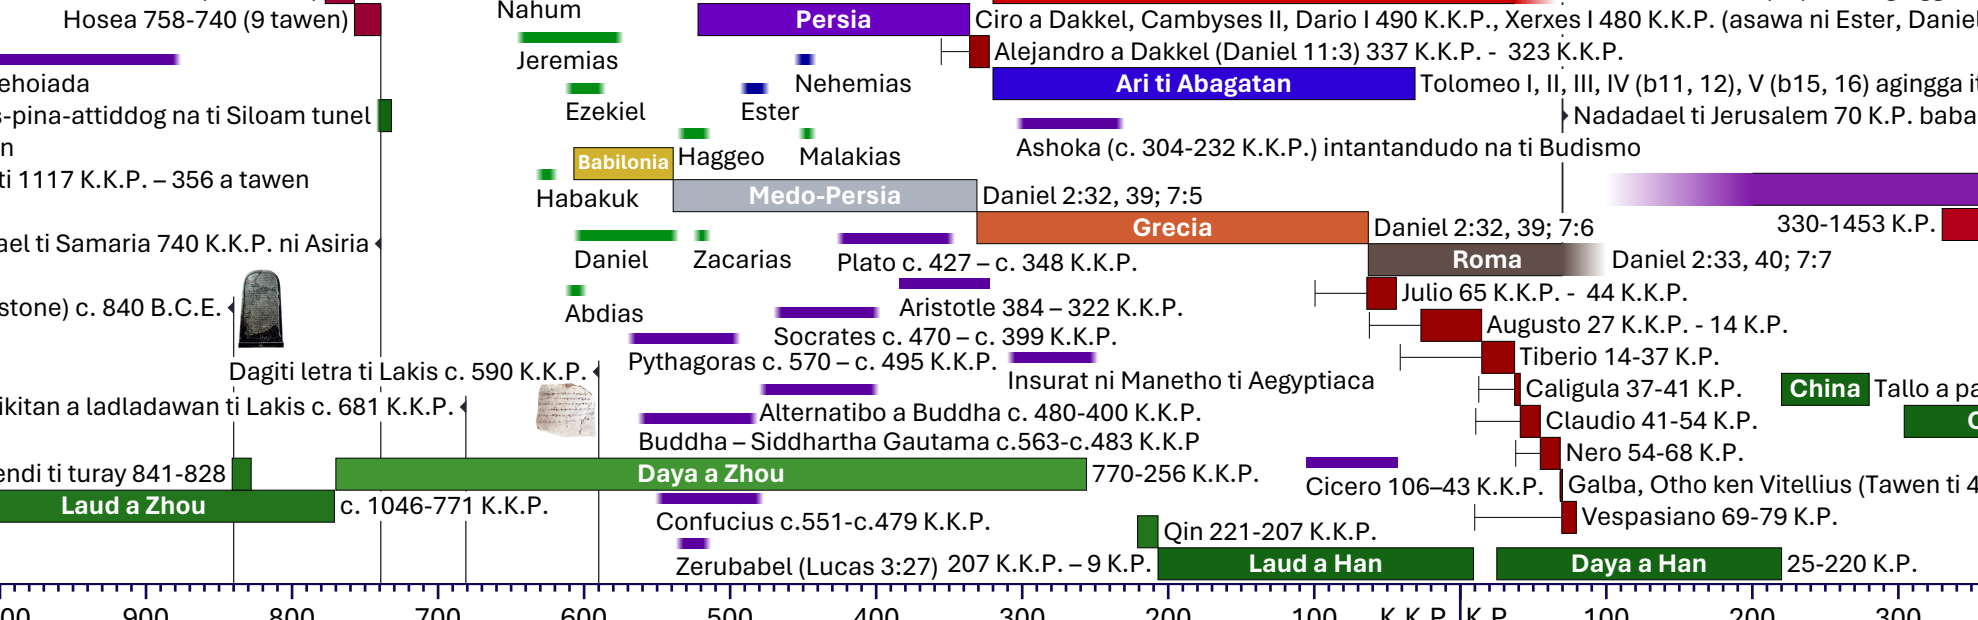 Nahum
Hosea 758-740 (9 tawen)
Persia
Ciro a Dakkel, Cambyses II, Dario I 490 K.K.P., Xerxes I 480 K.K.P. (asawa ni Ester, Daniel
Jeremias
Alejandro a Dakkel (Daniel 11:3) 337 K.K.P. - 323 K.K.P.
ehoiada
Nehemias
Ari ti Abagatan
Tolomeo I, II, III, IV (b11, 12), V (b15, 16) agingga it
s-pina-attiddog na ti Siloam tunel
Ezekiel
Ester
Nadadael ti Jerusalem 70 K.P. baba
n
Babilonia
Haggeo
Malakias
Ashoka (c. 304-232 K.K.P.) intantandudo na ti Budismo
ti 1117 K.K.P. – 356 a tawen
Habakuk
Medo-Persia
Daniel 2:32, 39; 7:5
Grecia
Daniel 2:32, 39; 7:6
330-1453 K.P.
ael ti Samaria 740 K.K.P. ni Asiria
Daniel
Zacarias
Plato c. 427 – c. 348 K.K.P.
Roma
Daniel 2:33, 40; 7:7
stone) c. 840 B.C.E.
Abdias
Aristotle 384 – 322 K.K.P.
Julio 65 K.K.P. - 44 K.K.P.
Socrates c. 470 – c. 399 K.K.P.
Augusto 27 K.K.P. - 14 K.P.
Pythagoras c. 570 – c. 495 K.K.P.
Tiberio 14-37 K.P.
Dagiti letra ti Lakis c. 590 K.K.P.
Insurat ni Manetho ti Aegyptiaca
Caligula 37-41 K.P.
China
Tallo a pa
ikitan a ladladawan ti Lakis c. 681 K.K.P.
Alternatibo a Buddha c. 480-400 K.K.P.
Claudio 41-54 K.P.
Buddha – Siddhartha Gautama c.563-c.483 K.K.P
Nero 54-68 K.P.
endi ti turay 841-828
Daya a Zhou
770-256 K.K.P.
Cicero 106–43 K.K.P.
Galba, Otho ken Vitellius (Tawen ti 4
Laud a Zhou
c. 1046-771 K.K.P.
Confucius c.551-c.479 K.K.P.
Qin 221-207 K.K.P.
Vespasiano 69-79 K.P.
Zerubabel (Lucas 3:27)
207 K.K.P. – 9 K.P.
Laud a Han
Daya a Han
25-220 K.P.
900 800 700 600 500 400 300 200 100 K.K.P. K.P. 100 200 300